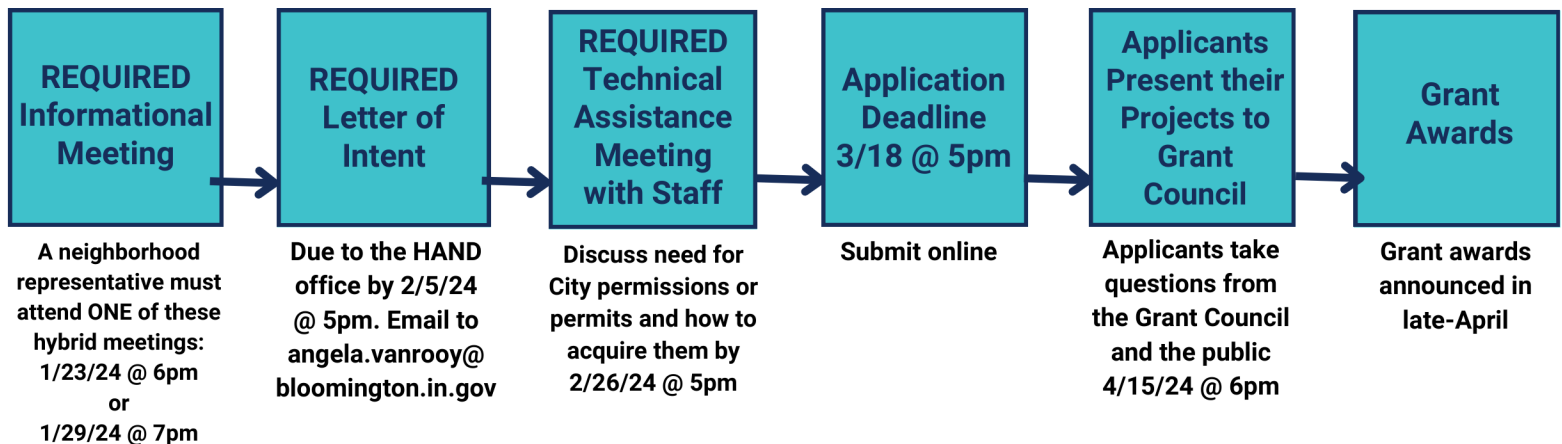 REQUIRED
Informational
Meeting
A neighborhood
representative must
attend ONE of these
hybrid meetings:
1/23/24 @ 6pm
or
1/29/24 @ 7pm
REQUIRED
Letter of
Intent
Due to the HAND
office by 2/5/24
@ 5pm. Email to
angela.vanrooy@
bloomington.in.gov
REQUIRED
Technical
Assistance
Meeting
with Staff
Discuss need for
City permissions or
permits and how to
acquire them by
2/26/24 @ 5pm
Application
Deadline
3/18 @ 5pm
Submit online
Applicants
Present their
Projects to
Grant
Council
Applicants take
questions from
the Grant Council
and the public
4/15/24 @ 6pm
Grant
Awards
Grant awards
announced in
late-April